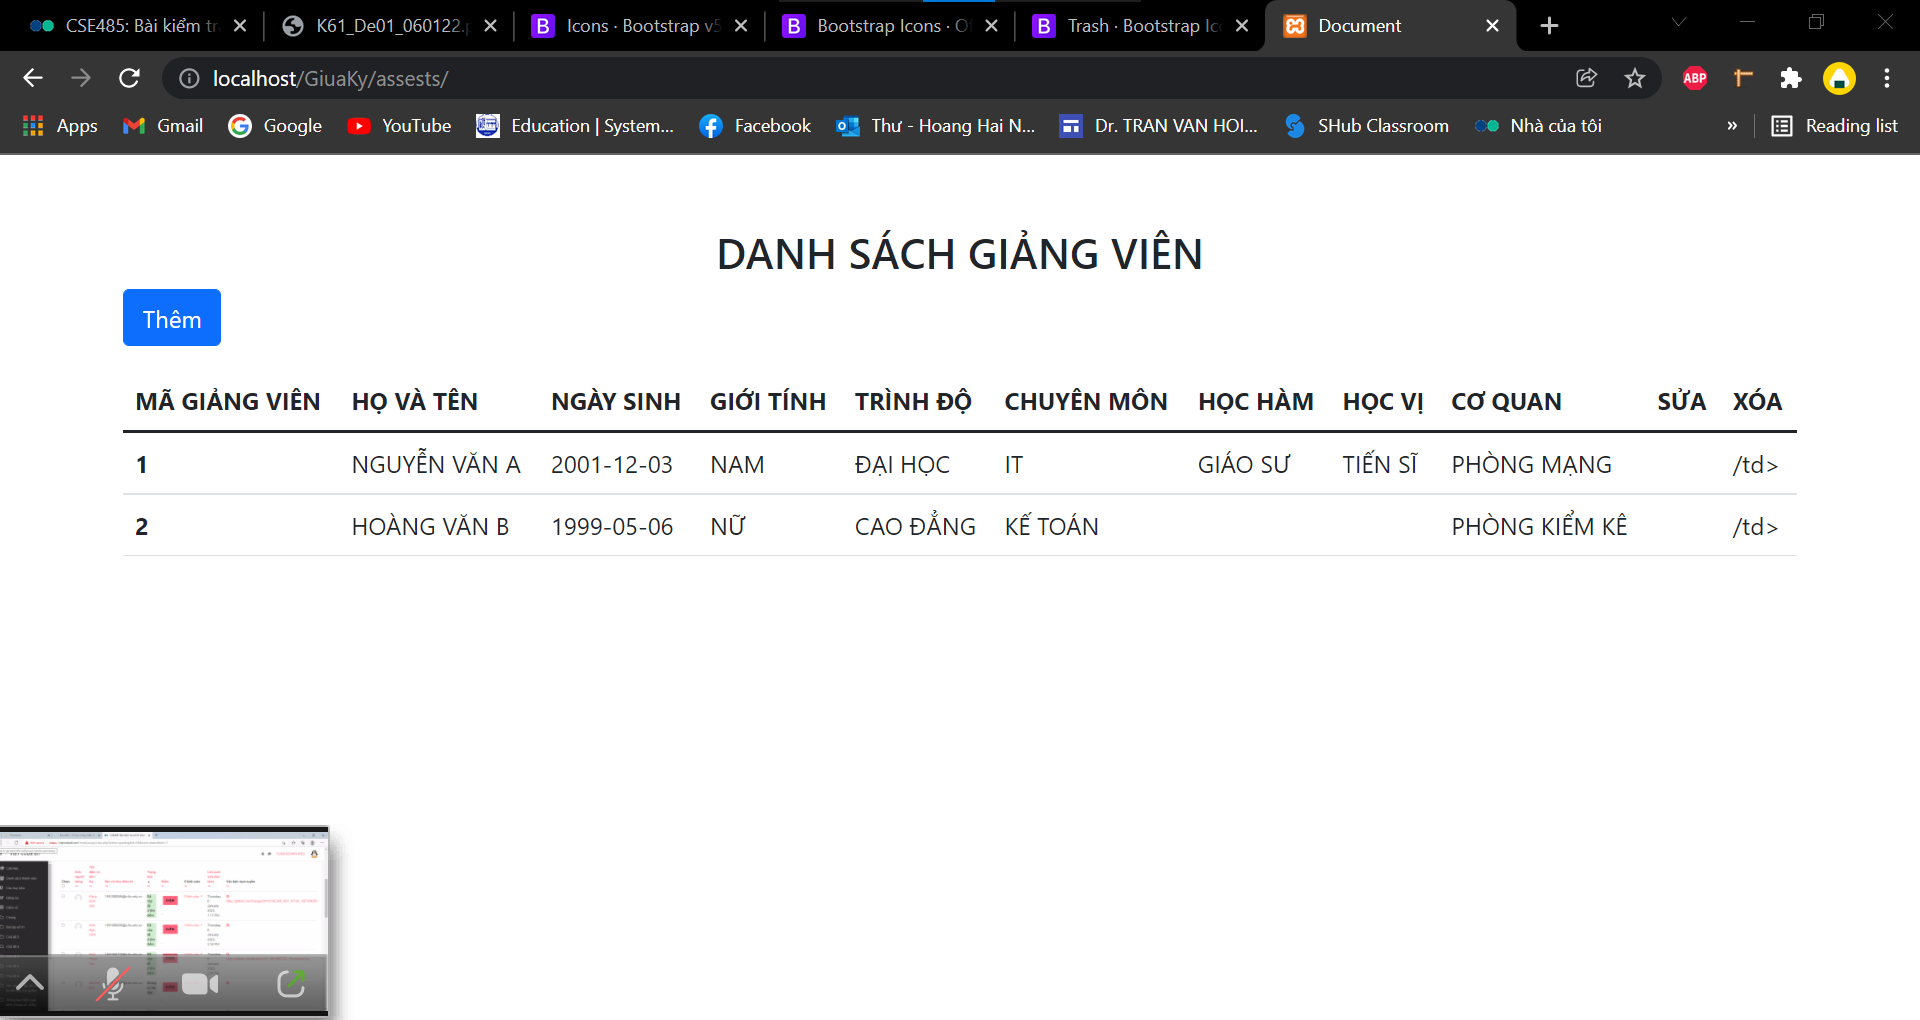 CSE485: Bài kiểm tr
K61_De01_060122.p
Icons · Bootstrap v5
Bootstrap Icons · O
Trash · Bootstrap Ic
Document
localhost/GiuaKy/assests/
ABP
Apps
Gmail
Google
YouTube
Education | System...
Facebook
Thư - Hoang Hai N...
Dr. TRAN VAN HOI...
SHub Classroom
Nhà của tôi
»
Reading list
DANH SÁCH GIẢNG VIÊN
Thêm
MÃ GIẢNG VIÊN HỌ VÀ TÊN NGÀY SINH GIỚI TÍNH TRÌNH ĐỘ CHUYÊN MÔN HỌC HÀM HỌC VỊ CƠ QUAN SỬA XÓA
1 NGUYỄN VĂN A 2001-12-03 NAM ĐẠI HỌC IT GIÁO SƯ TIẾN SĨ PHÒNG MẠNG /td>
2 HOÀNG VĂN B 1999-05-06 NỮ CAO ĐẲNG KẾ TOÁN PHÒNG KIỂM KÊ /td>